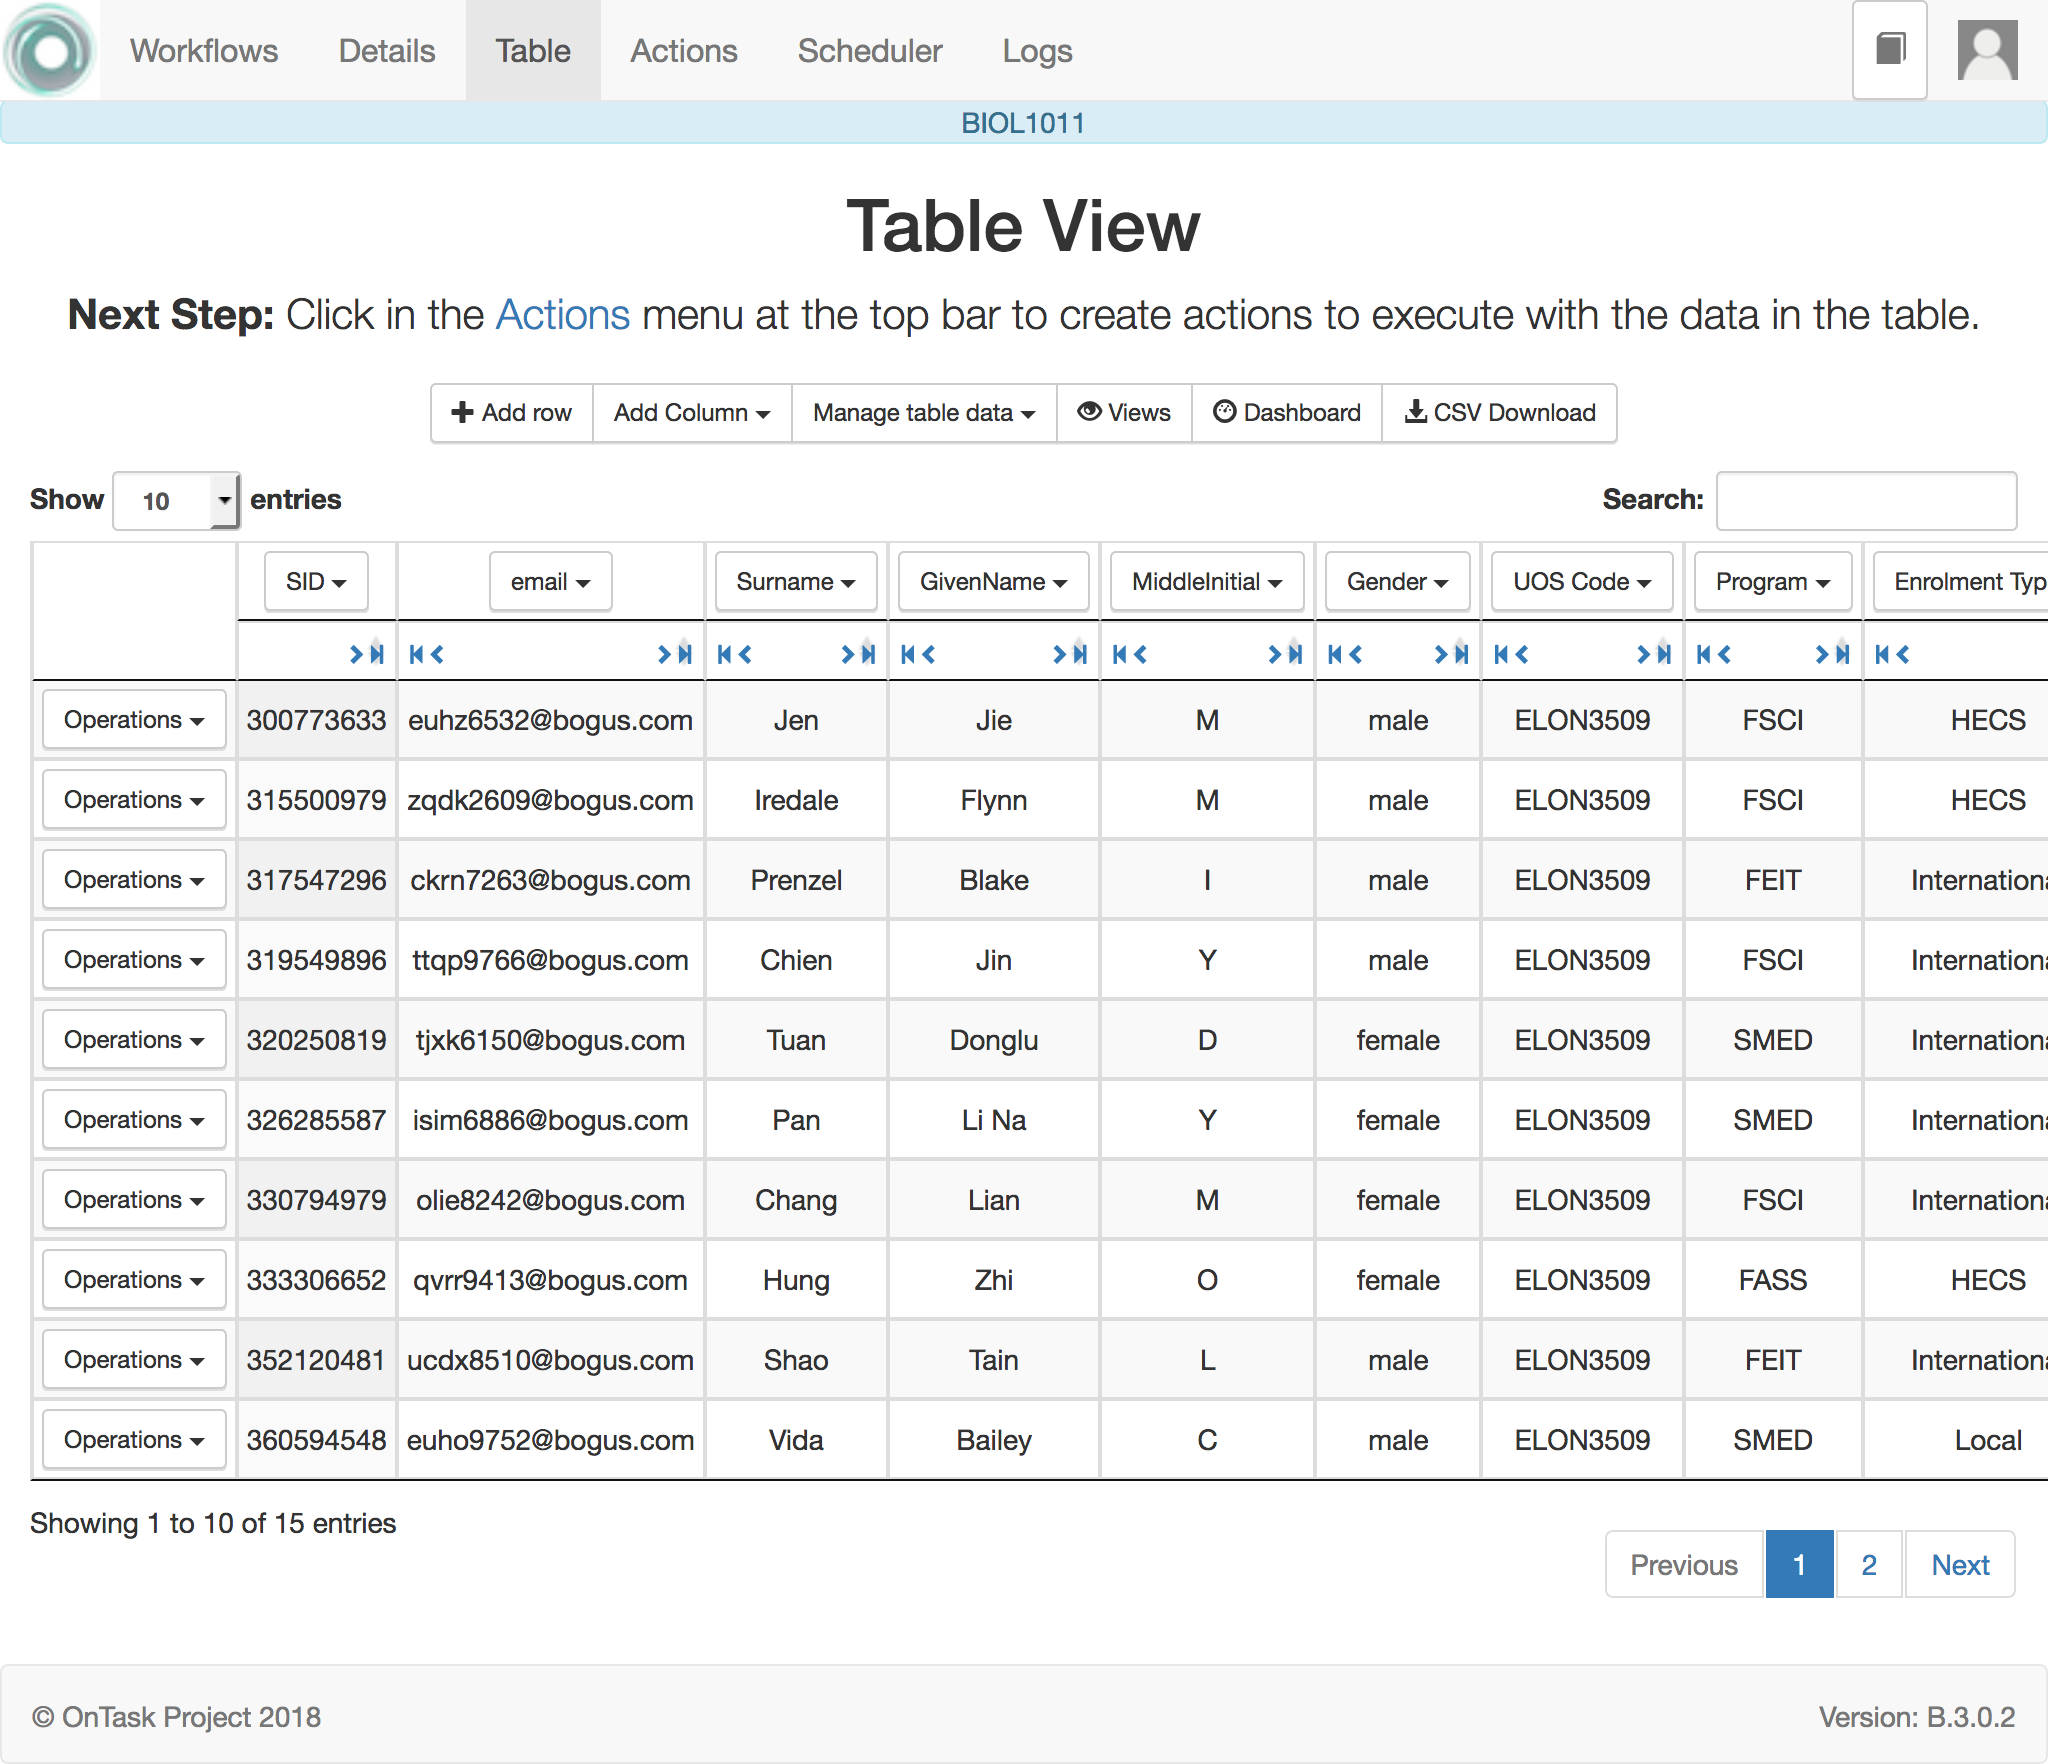 Workflows Details Table Actions Scheduler Logs
BIOL1011
Table View
Next Step: Click in the Actions menu at the top bar to create actions to execute with the data in the table.
Add row Add Column Manage table data Views Dashboard CSV Download
Show 10 entries Search:
SID email Surname GivenName MiddleInitial Gender UOS Code Program Enrolment Typ
Operations 300773633 euhz6532@bogus.com Jen Jie M male ELON3509 FSCI HECS
Operations 315500979 zqdk2609@bogus.com Iredale Flynn M male ELON3509 FSCI HECS
Operations 317547296 ckrn7263@bogus.com Prenzel Blake I male ELON3509 FEIT Internationa
Operations 319549896 ttqp9766@bogus.com Chien Jin Y male ELON3509 FSCI Internationa
Operations 320250819 tjxk6150@bogus.com Tuan Donglu D female ELON3509 SMED Internationa
Operations 326285587 isim6886@bogus.com Pan Li Na Y female ELON3509 SMED Internationa
Operations 330794979 olie8242@bogus.com Chang Lian M female ELON3509 FSCI Internationa
Operations 333306652 qvrr9413@bogus.com Hung Zhi O female ELON3509 FASS HECS
Operations 352120481 ucdx8510@bogus.com Shao Tain L male ELON3509 FEIT Internationa
Operations 360594548 euho9752@bogus.com Vida Bailey C male ELON3509 SMED Local
Showing 1 to 10 of 15 entries
Previous 1 2 Next
© OnTask Project 2018 Version: B.3.0.2